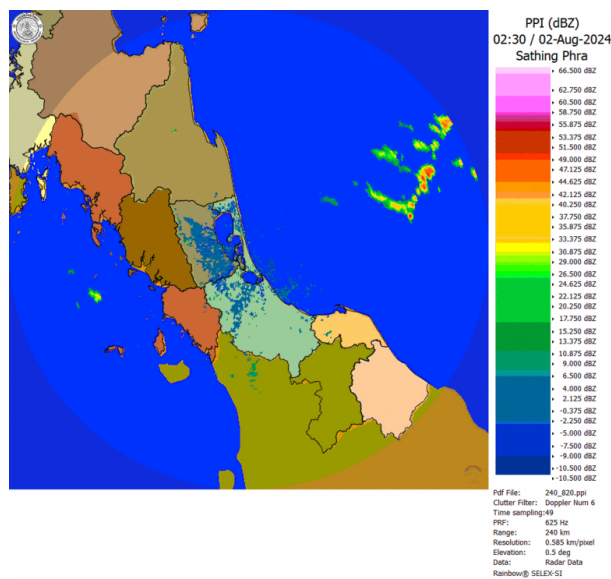 PPI (dBZ)
02:30 / 02-Aug-2024
Sathing Phra
66.500 dBZ
62.750 dBZ
60.500 dBZ
58.750 dBZ
55.875 dBZ
53.375 dBZ
51.500 dBZ
49.000 dBZ
47.125 dBZ
44.625 dBZ
42.125 dBZ
40.250 dBZ
37.750 dBZ
35.875 dBZ
33.375 dBZ
30.875 dBZ
29.000 dBZ
26.500 dBZ
24.625 dBZ
22.125 dBZ
20.250 dBZ
17.750 dBZ
15.250 dBZ
13.375 dBZ
10.875 dBZ
9.000 dBZ
6.500 dBZ
4.000 dBZ
2.125 dBZ
-0.375 dBZ
-2.250 dBZ
-5.000 dBZ
-7.500 dBZ
-9.000 dBZ
-10.500 dBZ
-10.500 dBZ
Pdf File: 240_820.ppi
Clutter Filter: Doppler Num 6
Time sampling:49
PRF: 625 Hz
Range: 240 km
Resolution: 0.585 km/pixel
Elevation: 0.5 deg
Data: Radar Data
Rainbow® SELEX-SI